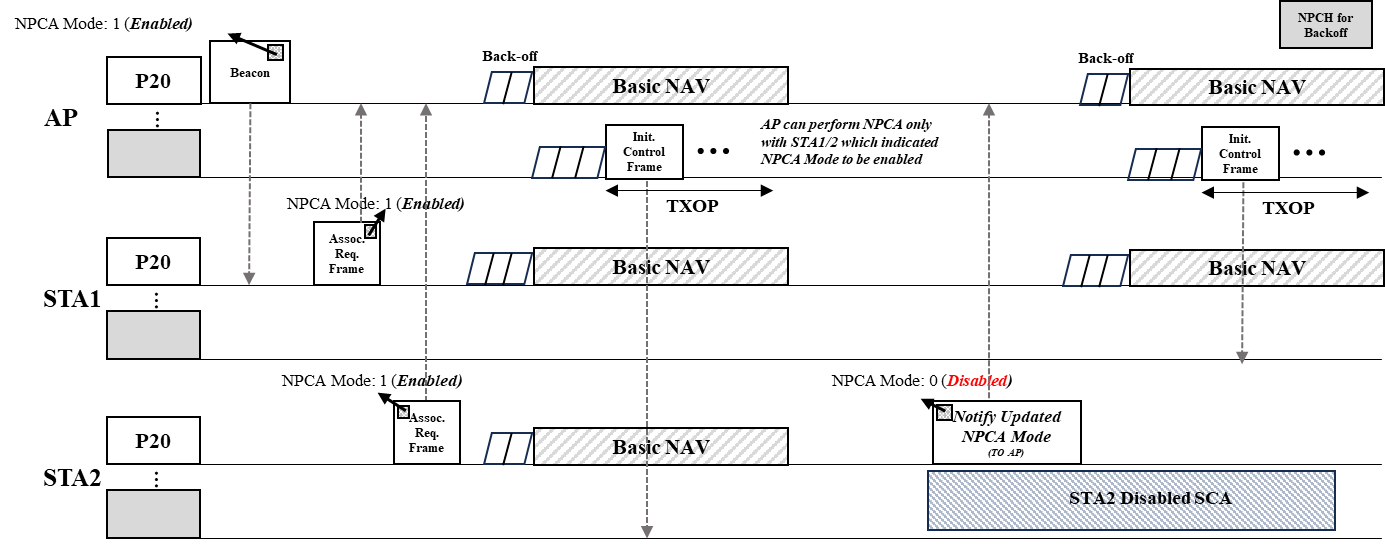 NPCA Mode: 1 (Enabled)
NPCH for
Backoff
Beacon
Back-off
Back-off
P20
Basic NAV
Basic NAV
AP
Init.
Control
Frame
AP can perform NPCA only
with STA1/2 which indicated
NPCA Mode to be enabled
Init.
Control
Frame
TXOP
TXOP
NPCA Mode: 1 (Enabled)
Assoc.
Req.
Frame
P20
Basic NAV
Basic NAV
STA1
NPCA Mode: 1 (Enabled)
NPCA Mode: 0 (Disabled)
Assoc.
Req.
Frame
Notify Updated
NPCA Mode
(TO AP)
P20
Basic NAV
STA2
STA2 Disabled SCA